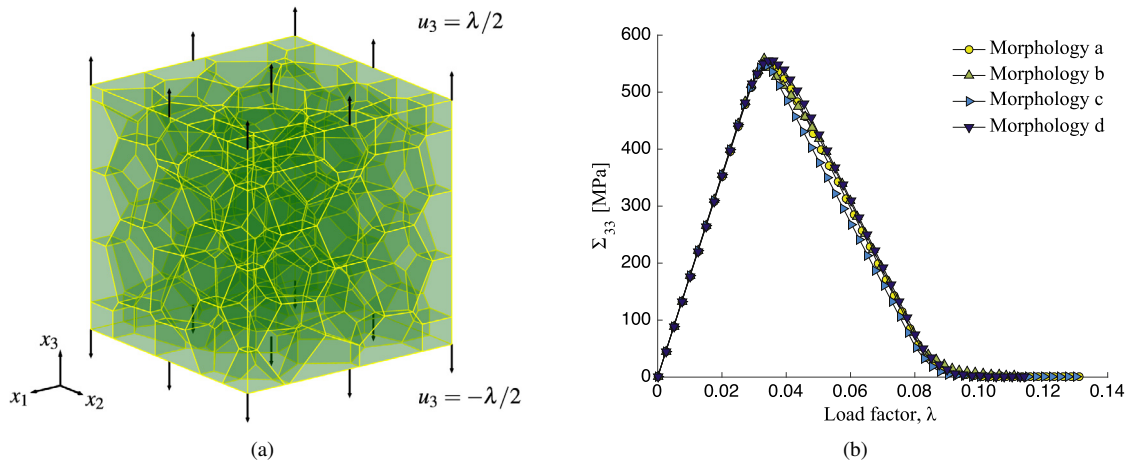 u₃ = λ/2
x₃
x₁
x₂
u₃ = −λ/2
(a)
600
500
400
300
200
100
0
Σ₃₃ [MPa]
0
0.02
0.04
0.06
0.08
0.10
0.12
0.14
Load factor, λ
Morphology a
Morphology b
Morphology c
Morphology d
(b)